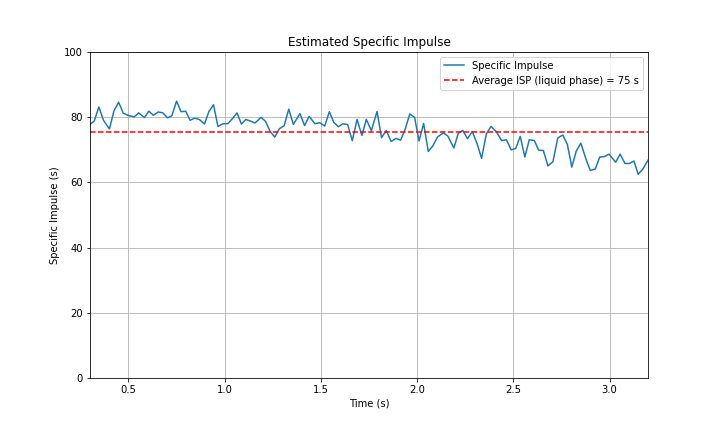 Estimated Specific Impulse
Specific Impulse
Average ISP (liquid phase) = 75 s
Specific Impulse (s)
100
80
60
40
20
0
0.5 1.0 1.5 2.0 2.5 3.0
Time (s)